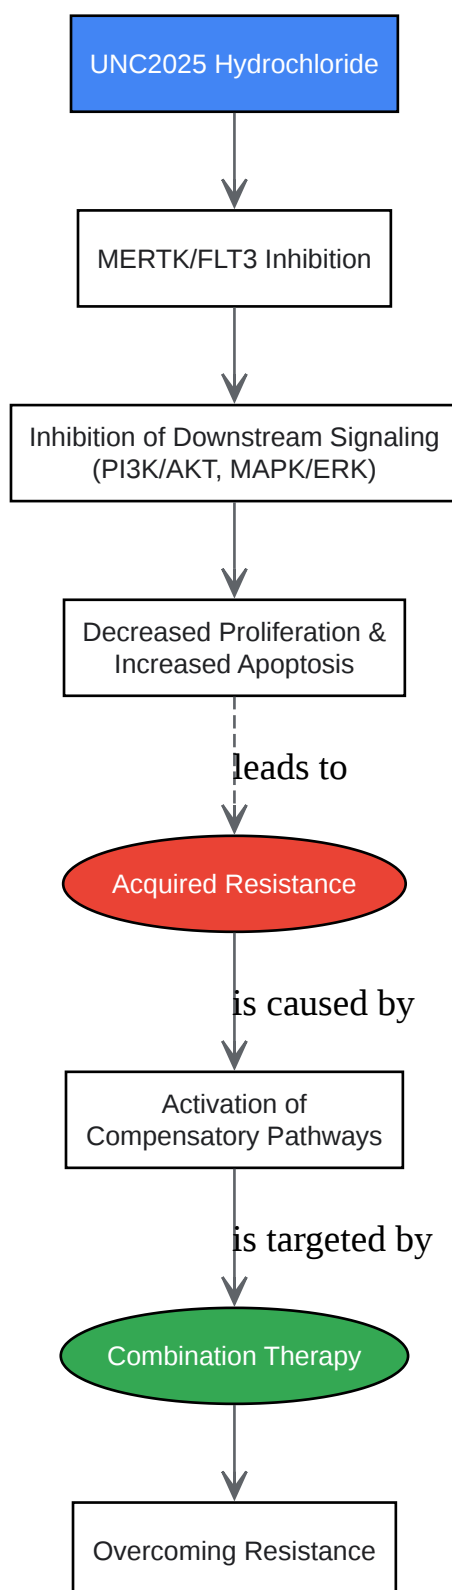 UNC2025 Hydrochloride
MERTK/FLT3 Inhibition
Inhibition of Downstream Signaling
(PI3K/AKT, MAPK/ERK)
Decreased Proliferation &
Increased Apoptosis
leads to
Acquired Resistance
is caused by
Activation of
Compensatory Pathways
is targeted by
Combination Therapy
Overcoming Resistance